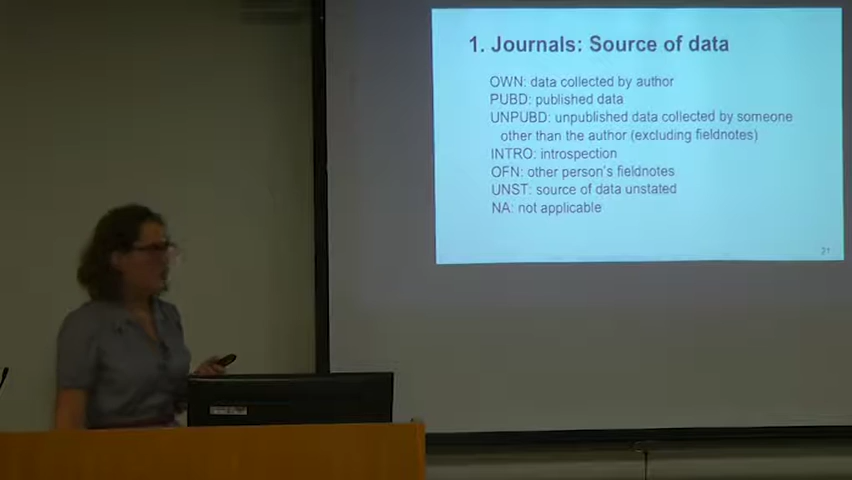 1. Journals: Source of data
OWN: data collected by author
PUBD: published data
UNPUBD: unpublished data collected by someone
other than the author (excluding fieldnotes)
INTRO: introspection
OFN: other person's fieldnotes
UNST: source of data unstated
NA: not applicable
21